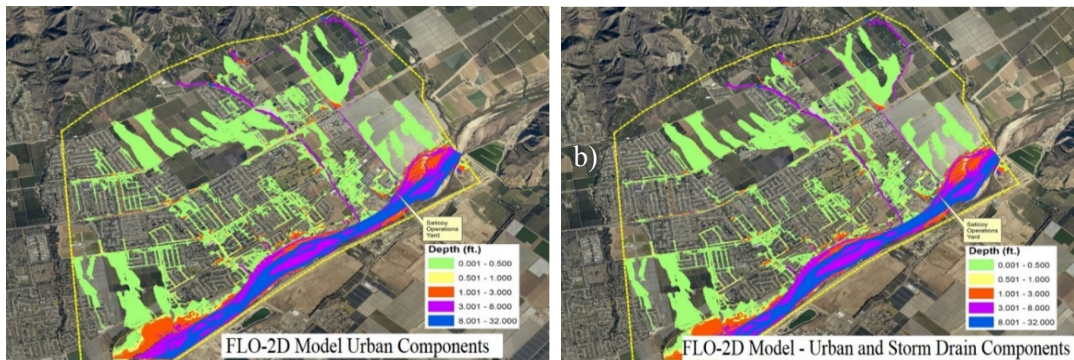 Saticoy
Operations
Yard
Depth (ft.)
0.001 - 0.500
0.501 - 1.000
1.001 - 3.000
3.001 - 8.000
8.001 - 32.000
FLO-2D Model Urban Components
b)
Saticoy
Operations
Yard
Depth (ft.)
0.001 - 0.500
0.501 - 1.000
1.001 - 3.000
3.001 - 8.000
8.001 - 32.000
FLO-2D Model - Urban and Storm Drain Components